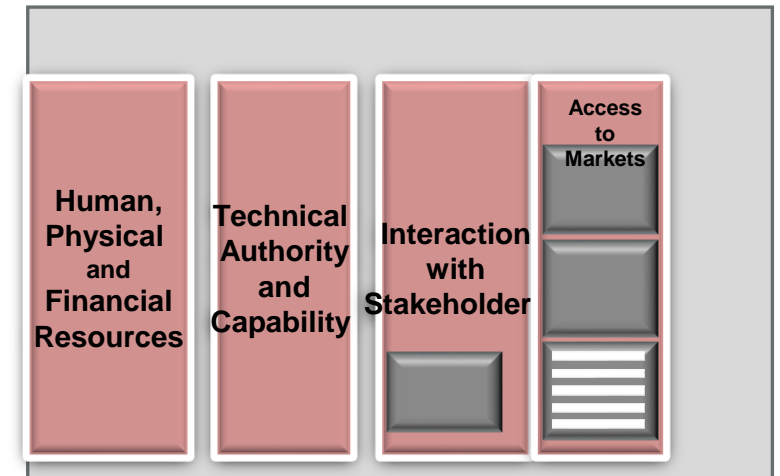 Human,
Physical
and
Financial
Resources
Technical
Authority
and
Capability
Interaction
with
Stakeholder
Access
to
Markets